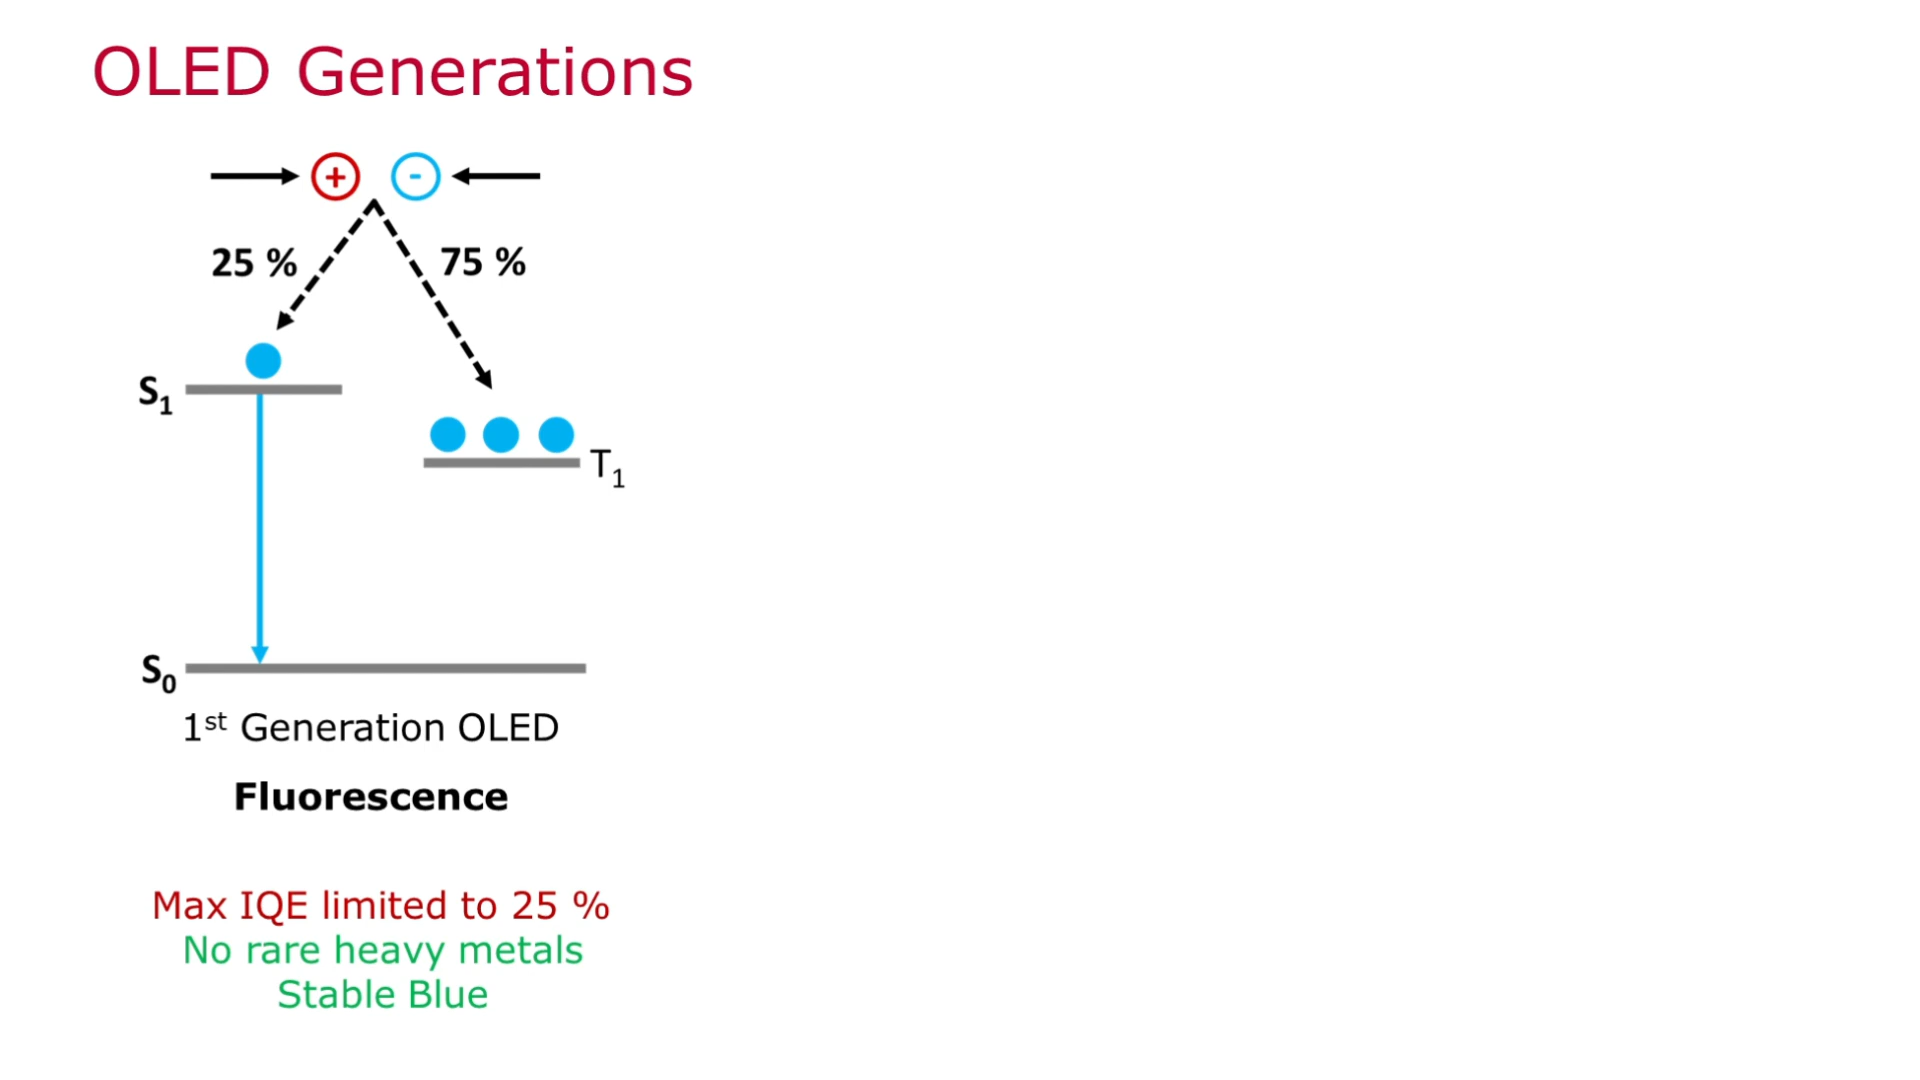 OLED Generations
+ -
25 % 75 %
S₁
T₁
S₀
1ˢᵗ Generation OLED
Fluorescence
Max IQE limited to 25 %
No rare heavy metals
Stable Blue